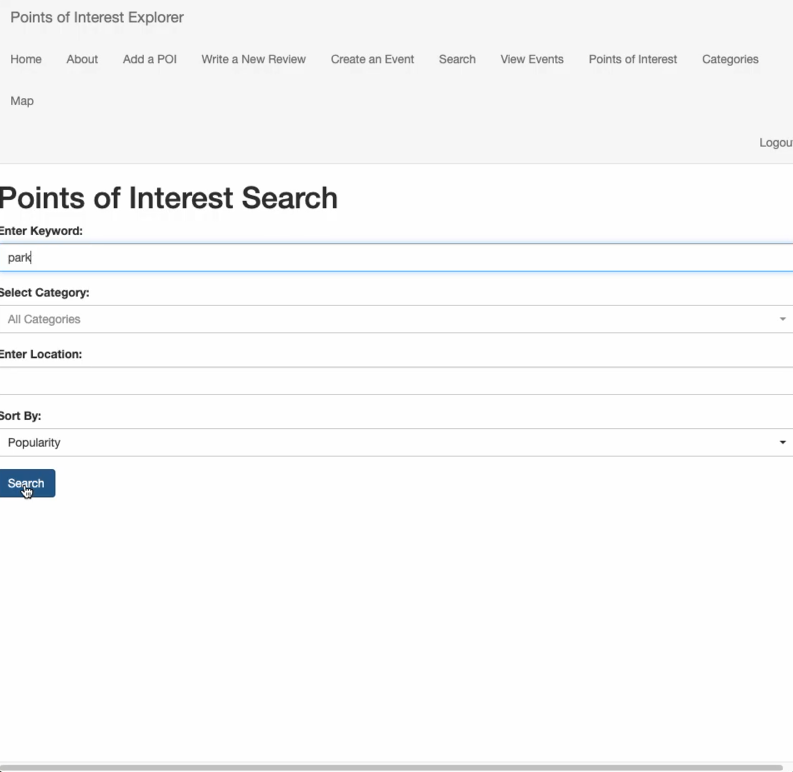 Points of Interest Explorer
Home About Add a POI Write a New Review Create an Event Search View Events Points of Interest Categories
Map
Logou
Points of Interest Search
Enter Keyword:
park
Select Category:
All Categories
Enter Location:
Sort By:
Popularity
Search